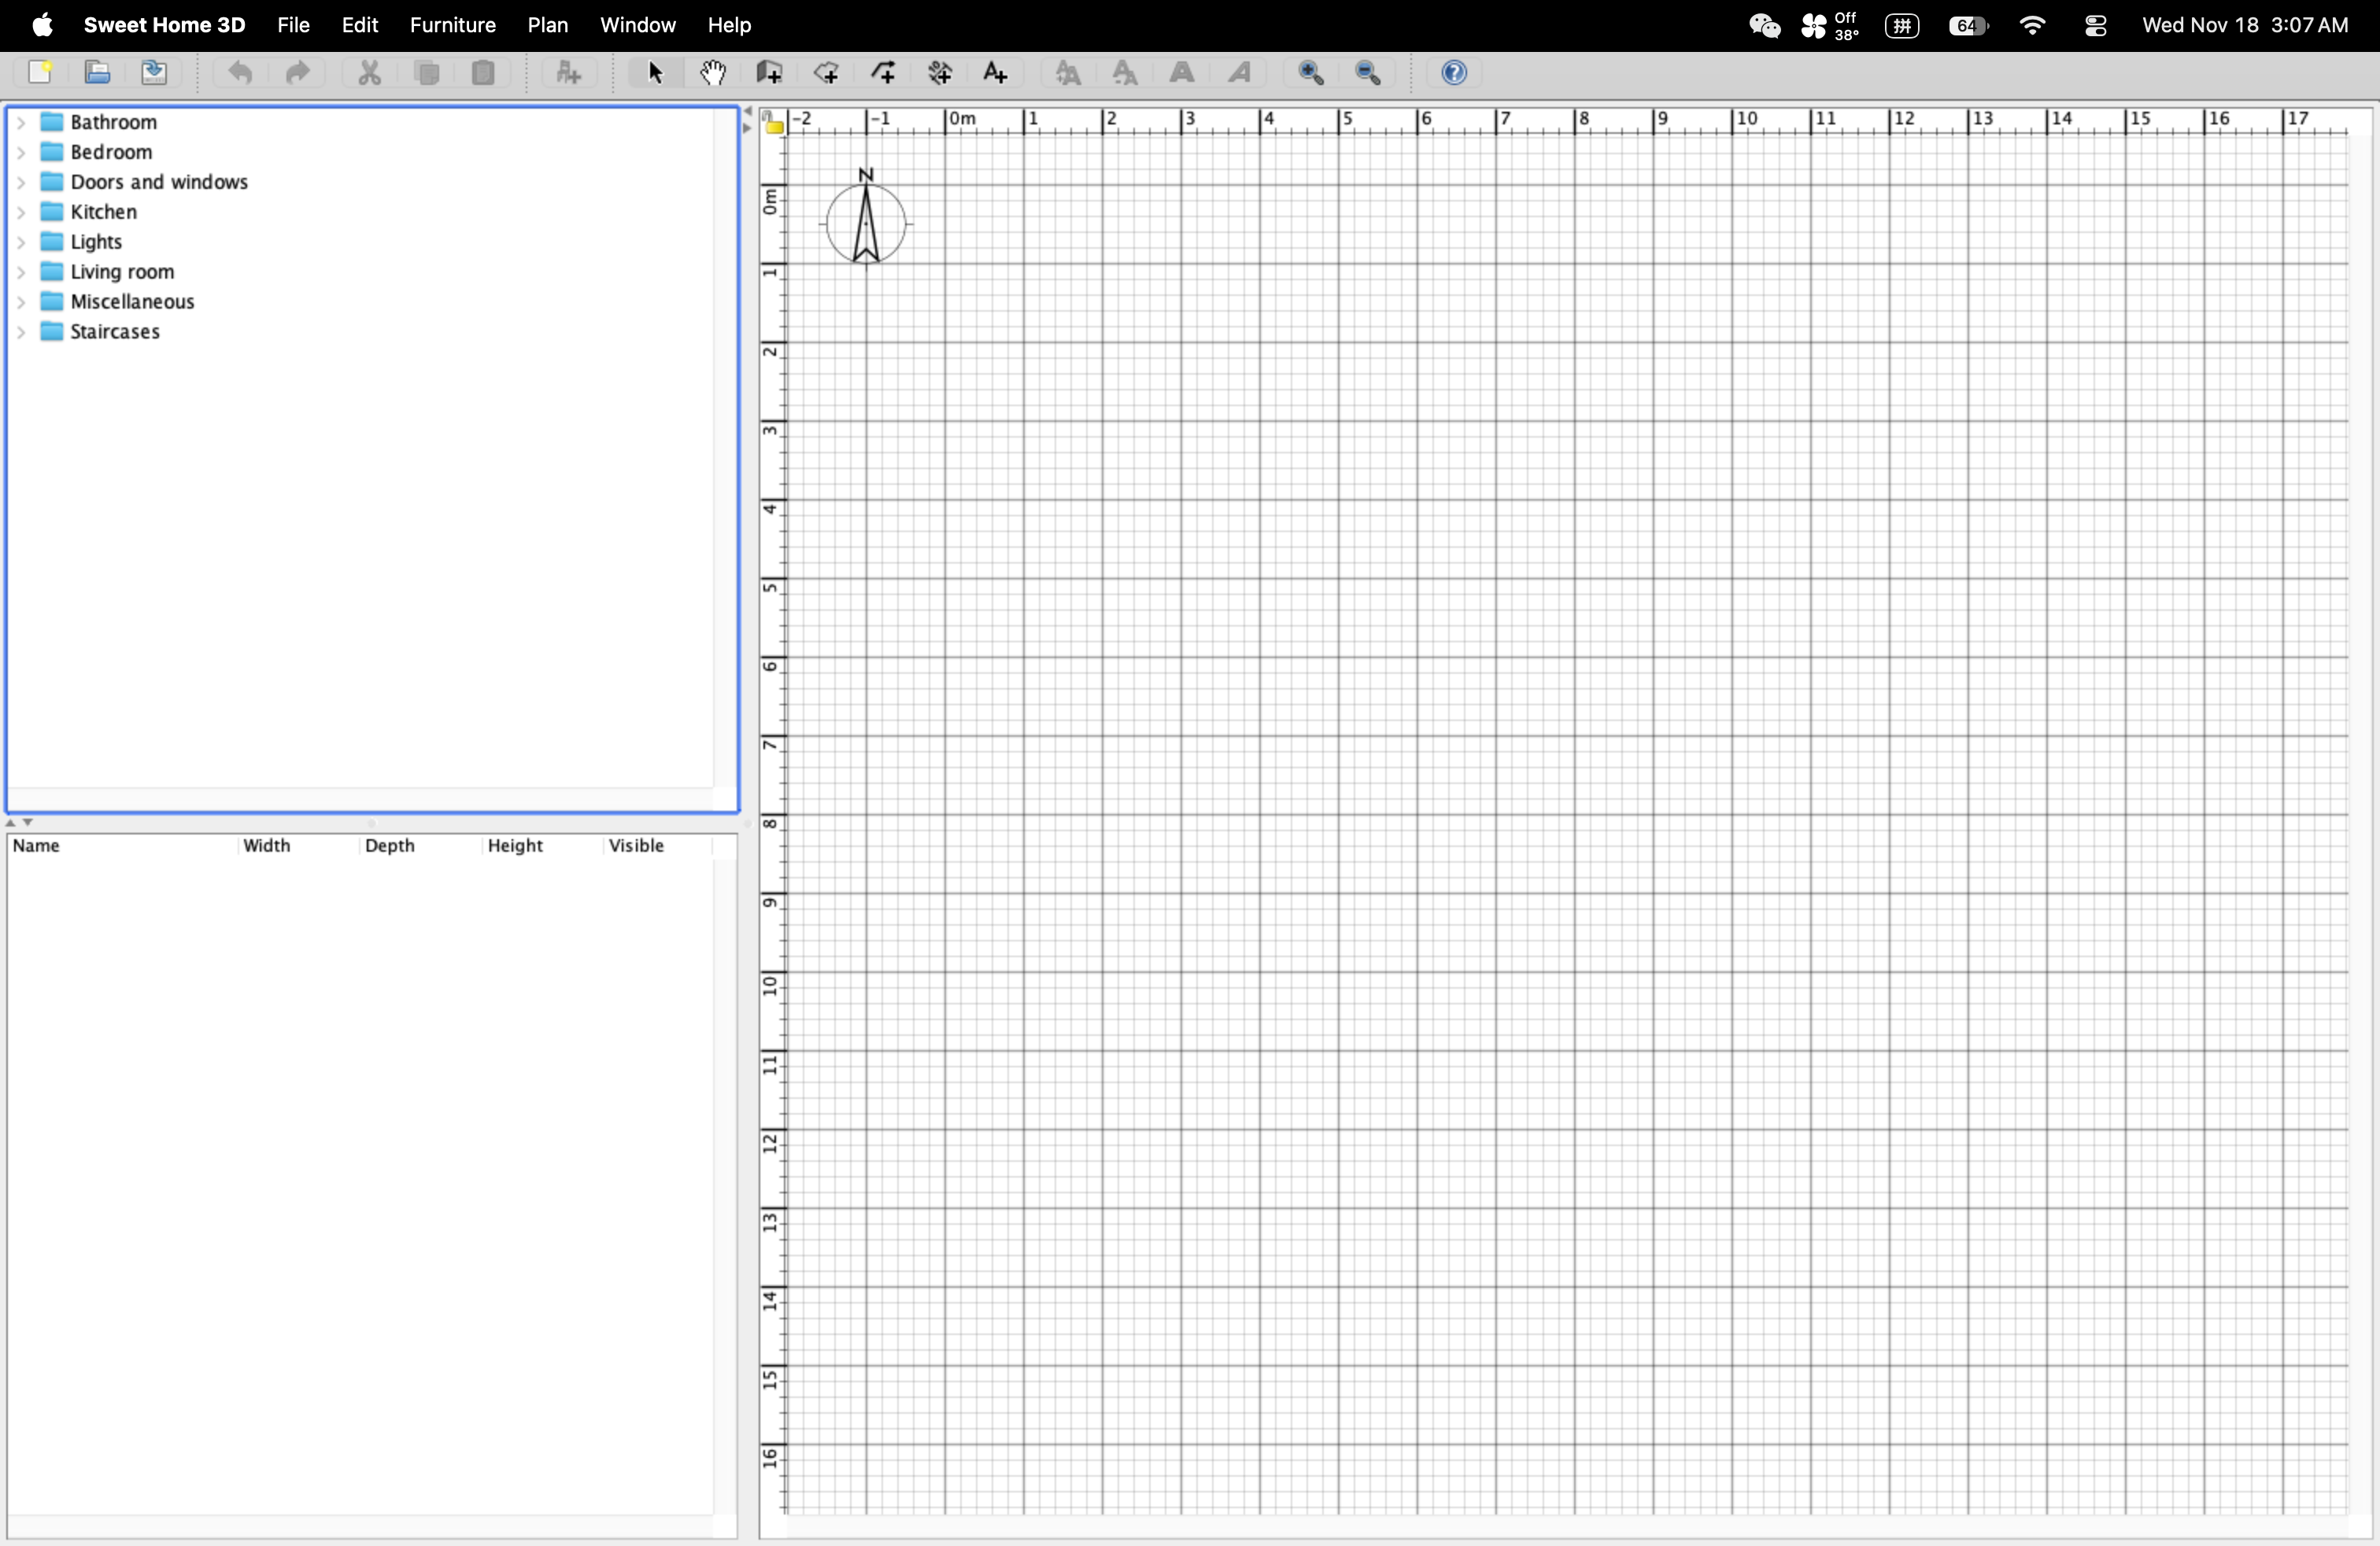 Sweet Home 3D File Edit Furniture Plan Window Help Off 38° 拼 64 Wed Nov 18 3:07 AM
Bathroom
Bedroom
Doors and windows
Kitchen
Lights
Living room
Miscellaneous
Staircases
Name Width Depth Height Visible
-2 -1 0m 1 2 3 4 5 6 7 8 9 10 11 12 13 14 15 16 17
N
0m
1
2
3
4
5
6
7
8
9
10
11
12
13
14
15
16